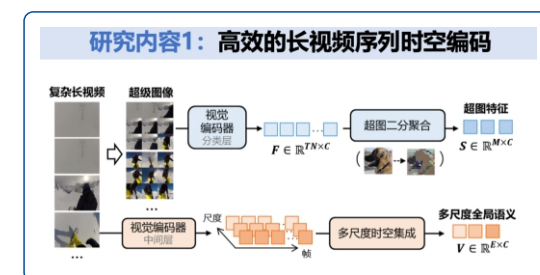 研究内容1：高效的长视频序列时空编码
复杂长视频
超级图像
超图特征
视觉
编码器
分类层
超图二分聚合
F ∈ ℝ^{TN×C}
S ∈ ℝ^{M×C}
...
...
视觉编码器
中间层
尺度
帧
多尺度时空集成
多尺度全局语义
V ∈ ℝ^{E×C}